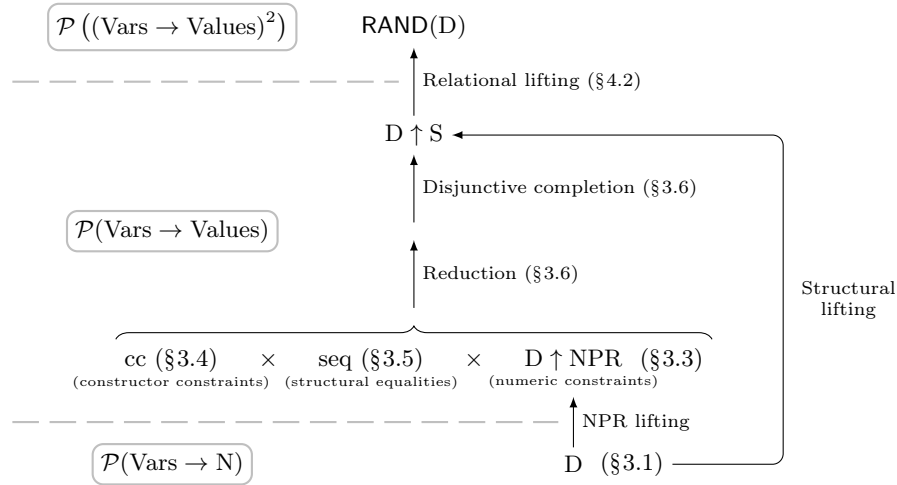 P ((Vars → Values)²) RAND(D)
Relational lifting (§4.2)
D ↑ S
Disjunctive completion (§3.6)
P(Vars → Values)
Reduction (§3.6)
Structural
lifting
cc (§3.4) × seq (§3.5) × D ↑ NPR (§3.3)
(constructor constraints) (structural equalities) (numeric constraints)
NPR lifting
P(Vars → N) D (§3.1)